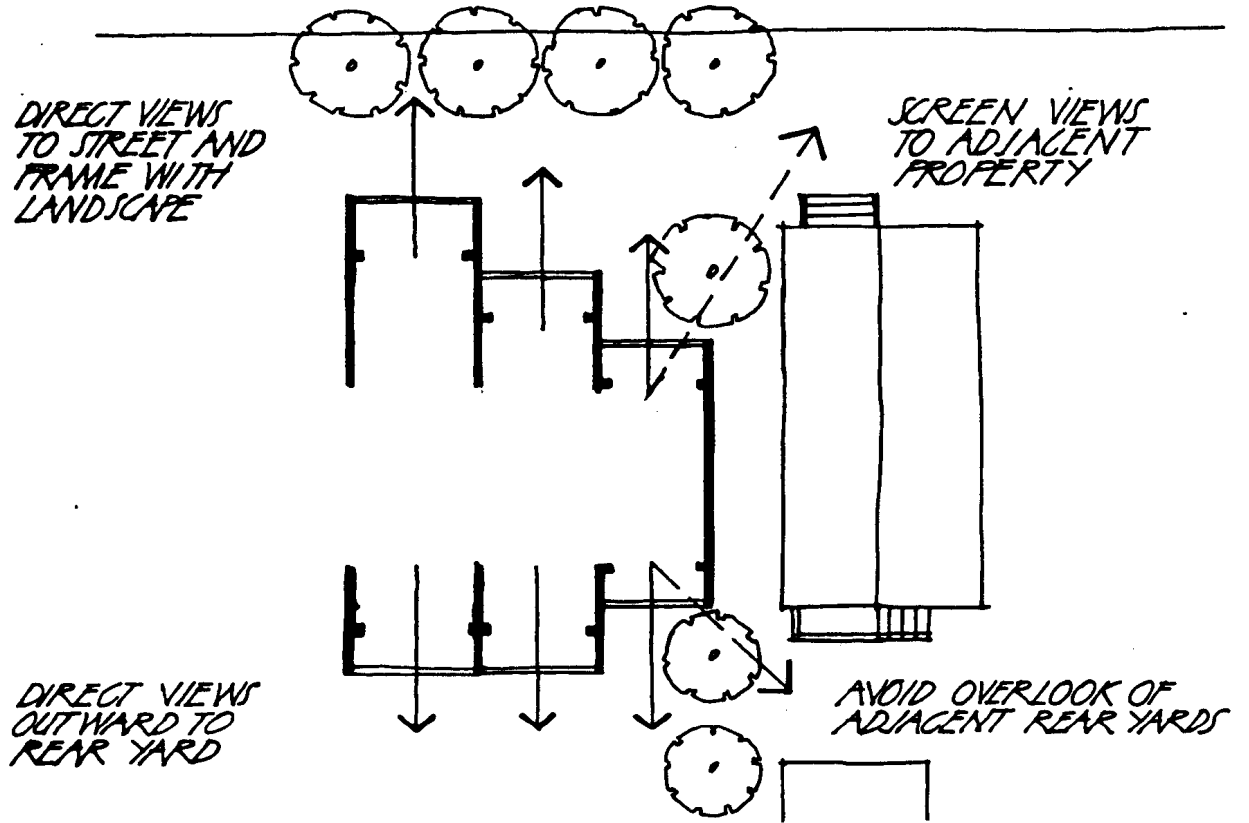 DIRECT VIEWS
TO STREET AND
FRAME WITH
LANDSCAPE
SCREEN VIEWS
TO ADJACENT
PROPERTY
DIRECT VIEWS
OUTWARD TO
REAR YARD
AVOID OVERLOOK OF
ADJACENT REAR YARDS